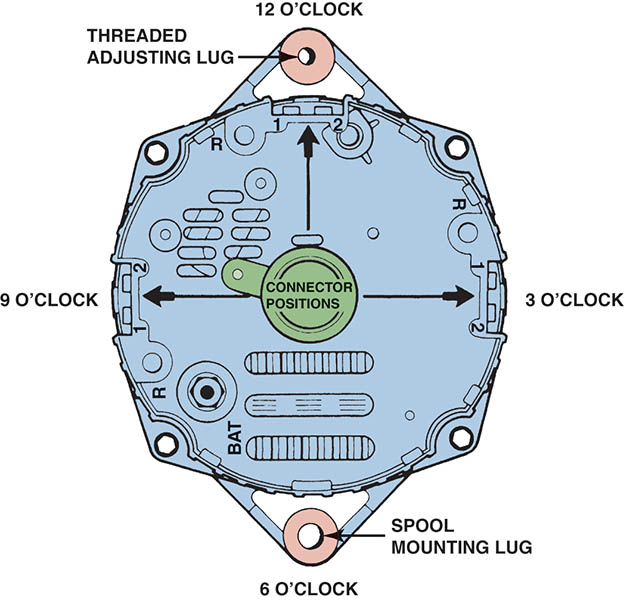 12 O'CLOCK
THREADED
ADJUSTING LUG
1
2
R
R
2
1
9 O'CLOCK
CONNECTOR
POSITIONS
3 O'CLOCK
1
2
R
BAT
SPOOL
MOUNTING LUG
6 O'CLOCK